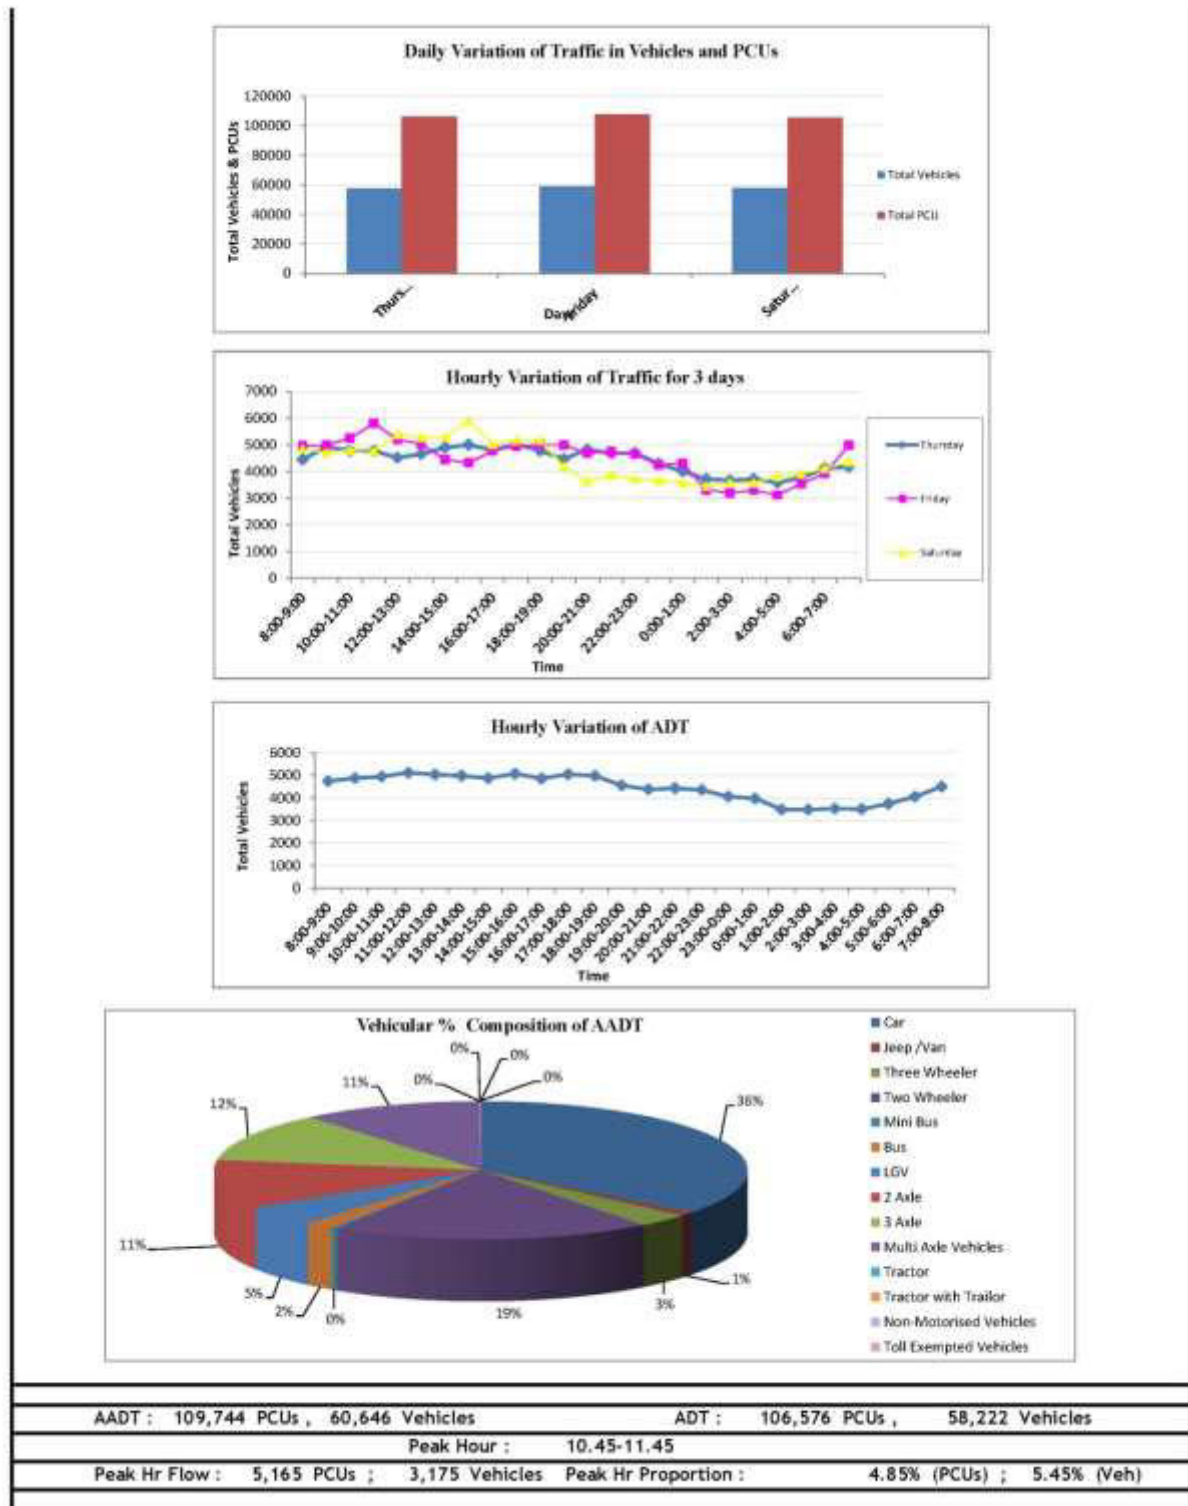 Daily Variation of Traffic in Vehicles and PCUs
120000
100000
80000
60000
40000
20000
0
Total Vehicles & PCUs
Total Vehicles
Total PCU
Thurs...
Friday
Satur...
Days
Hourly Variation of Traffic for 3 days
7000
6000
5000
4000
3000
2000
1000
0
Total Vehicles
Thursday
Friday
Saturday
8:00-9:00
10:00-11:00
12:00-13:00
14:00-15:00
16:00-17:00
18:00-19:00
20:00-21:00
22:00-23:00
0:00-1:00
2:00-3:00
4:00-5:00
6:00-7:00
Time
Hourly Variation of ADT
6000
5000
4000
3000
2000
1000
0
Total Vehicles
8:00-9:00
9:00-10:00
10:00-11:00
11:00-12:00
12:00-13:00
13:00-14:00
14:00-15:00
15:00-16:00
16:00-17:00
17:00-18:00
18:00-19:00
19:00-20:00
20:00-21:00
21:00-22:00
22:00-23:00
23:00-0:00
0:00-1:00
1:00-2:00
2:00-3:00
3:00-4:00
4:00-5:00
5:00-6:00
6:00-7:00
7:00-8:00
Time
Vehicular % Composition of AADT
0%
0%
0%
0%
11%
12%
36%
11%
5%
2%
0%
19%
3%
1%
Car
Jeep /Van
Three Wheeler
Two Wheeler
Mini Bus
Bus
LGV
2 Axle
3 Axle
Multi Axle Vehicles
Tractor
Tractor with Trailor
Non-Motorised Vehicles
Toll Exempted Vehicles
AADT : 109,744 PCUs , 60,646 Vehicles ADT : 106,576 PCUs , 58,222 Vehicles
Peak Hour : 10.45-11.45
Peak Hr Flow : 5,165 PCUs ; 3,175 Vehicles Peak Hr Proportion : 4.85% (PCUs) ; 5.45% (Veh)